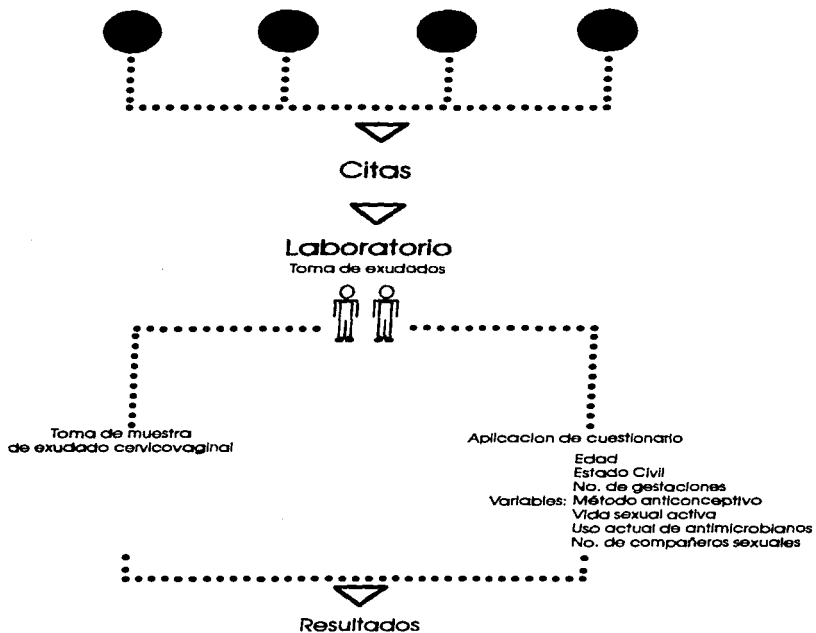 Citas
Laboratorio
Toma de exudados
Toma de muestra
de exudado cervicovaginal
Aplicacion de cuestionario
Edad
Estado Civil
No. de gestaciones
Variables: Método anticonceptivo
Vida sexual activa
Uso actual de antimicrobianos
No. de compañeros sexuales
Resultados